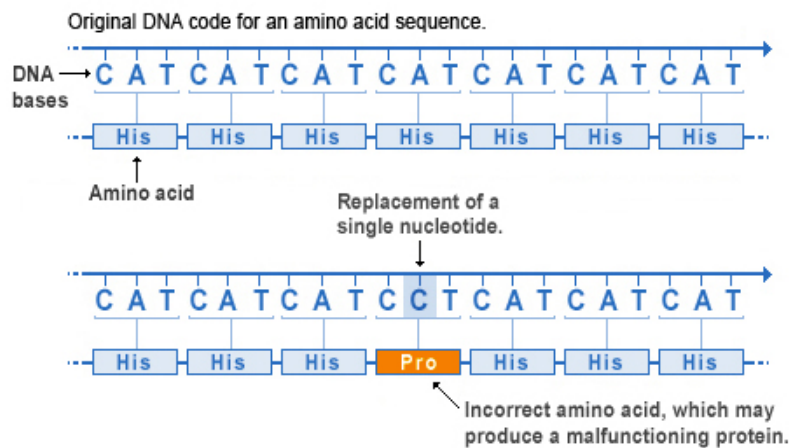 Original DNA code for an amino acid sequence.
DNA bases
C A T C A T C A T C A T C A T C A T C A T
His His His His His His His
Amino acid
Replacement of a
single nucleotide.
C A T C A T C A T C C T C A T C A T C A T
His His His Pro His His His
Incorrect amino acid, which may
produce a malfunctioning protein.